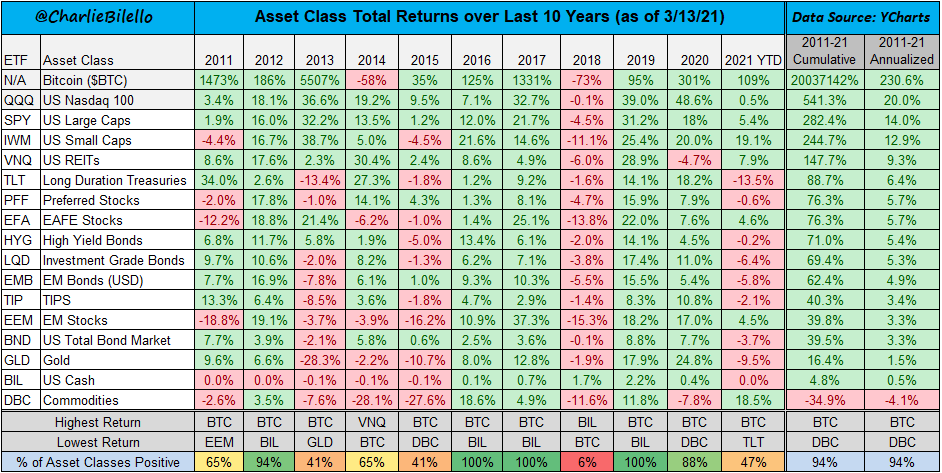 @CharlieBilello Asset Class Total Returns over Last 10 Years (as of 3/13/21) Data Source: YCharts
ETF Asset Class 2011 2012 2013 2014 2015 2016 2017 2018 2019 2020 2021 YTD 2011-21 Cumulative 2011-21 Annualized
N/A Bitcoin ($BTC) 1473% 186% 5507% -58% 35% 125% 1331% -73% 95% 301% 109% 20037142% 230.6%
QQQ US Nasdaq 100 3.4% 18.1% 36.6% 19.2% 9.5% 7.1% 32.7% -0.1% 39.0% 48.6% 0.5% 541.3% 20.0%
SPY US Large Caps 1.9% 16.0% 32.2% 13.5% 1.2% 12.0% 21.7% -4.5% 31.2% 18% 5.4% 282.4% 14.0%
IWM US Small Caps -4.4% 16.7% 38.7% 5.0% -4.5% 21.6% 14.6% -11.1% 25.4% 20.0% 19.1% 244.7% 12.9%
VNQ US REITs 8.6% 17.6% 2.3% 30.4% 2.4% 8.6% 4.9% -6.0% 28.9% -4.7% 7.9% 147.7% 9.3%
TLT Long Duration Treasuries 34.0% 2.6% -13.4% 27.3% -1.8% 1.2% 9.2% -1.6% 14.1% 18.2% -13.5% 88.7% 6.4%
PFF Preferred Stocks -2.0% 17.8% -1.0% 14.1% 4.3% 1.3% 8.1% -4.7% 15.9% 7.9% -0.6% 76.3% 5.7%
EFA EAFE Stocks -12.2% 18.8% 21.4% -6.2% -1.0% 1.4% 25.1% -13.8% 22.0% 7.6% 4.6% 76.3% 5.7%
HYG High Yield Bonds 6.8% 11.7% 5.8% 1.9% -5.0% 13.4% 6.1% -2.0% 14.1% 4.5% -0.2% 71.0% 5.4%
LQD Investment Grade Bonds 9.7% 10.6% -2.0% 8.2% -1.3% 6.2% 7.1% -3.8% 17.4% 11.0% -6.4% 69.4% 5.3%
EMB EM Bonds (USD) 7.7% 16.9% -7.8% 6.1% 1.0% 9.3% 10.3% -5.5% 15.5% 5.4% -5.8% 62.4% 4.9%
TIP TIPS 13.3% 6.4% -8.5% 3.6% -1.8% 4.7% 2.9% -1.4% 8.3% 10.8% -2.1% 40.3% 3.4%
EEM EM Stocks -18.8% 19.1% -3.7% -3.9% -16.2% 10.9% 37.3% -15.3% 18.2% 17.0% 4.5% 39.8% 3.3%
BND US Total Bond Market 7.7% 3.9% -2.1% 5.8% 0.6% 2.5% 3.6% -0.1% 8.8% 7.7% -3.7% 39.5% 3.3%
GLD Gold 9.6% 6.6% -28.3% -2.2% -10.7% 8.0% 12.8% -1.9% 17.9% 24.8% -9.5% 16.4% 1.5%
BIL US Cash 0.0% 0.0% -0.1% -0.1% -0.1% 0.1% 0.7% 1.7% 2.2% 0.4% 0.0% 4.8% 0.5%
DBC Commodities -2.6% 3.5% -7.6% -28.1% -27.6% 18.6% 4.9% -11.6% 11.8% -7.8% 18.5% -34.9% -4.1%
Highest Return BTC BTC BTC VNQ BTC BTC BTC BIL BTC BTC BTC BTC BTC
Lowest Return EEM BIL GLD BTC DBC BIL BIL BTC BIL DBC TLT DBC DBC
% of Asset Classes Positive 65% 94% 41% 65% 41% 100% 100% 6% 100% 88% 47% 94% 94%